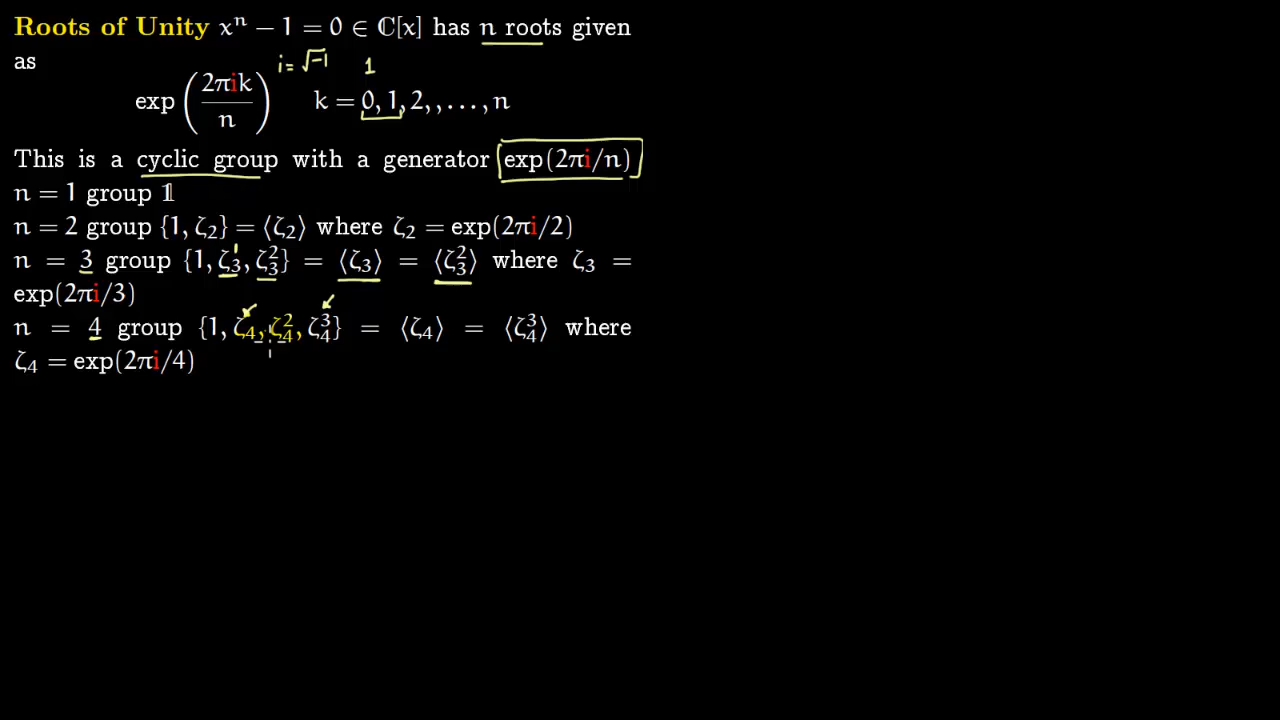 Roots of Unity xⁿ − 1 = 0 ∈ ℂ[x] has n roots given
as
i = √−1 1
exp(2πik/n) k = 0, 1, 2, , . . . , n
This is a cyclic group with a generator exp(2πi/n)
n = 1 group 𝟙
n = 2 group {1, ζ₂} = ⟨ζ₂⟩ where ζ₂ = exp(2πi/2)
n = 3 group {1, ζ₃¹, ζ₃²} = ⟨ζ₃⟩ = ⟨ζ₃²⟩ where ζ₃ =
exp(2πi/3)
n = 4 group {1, ζ₄, ζ₄², ζ₄³} = ⟨ζ₄⟩ = ⟨ζ₄³⟩ where
ζ₄ = exp(2πi/4)